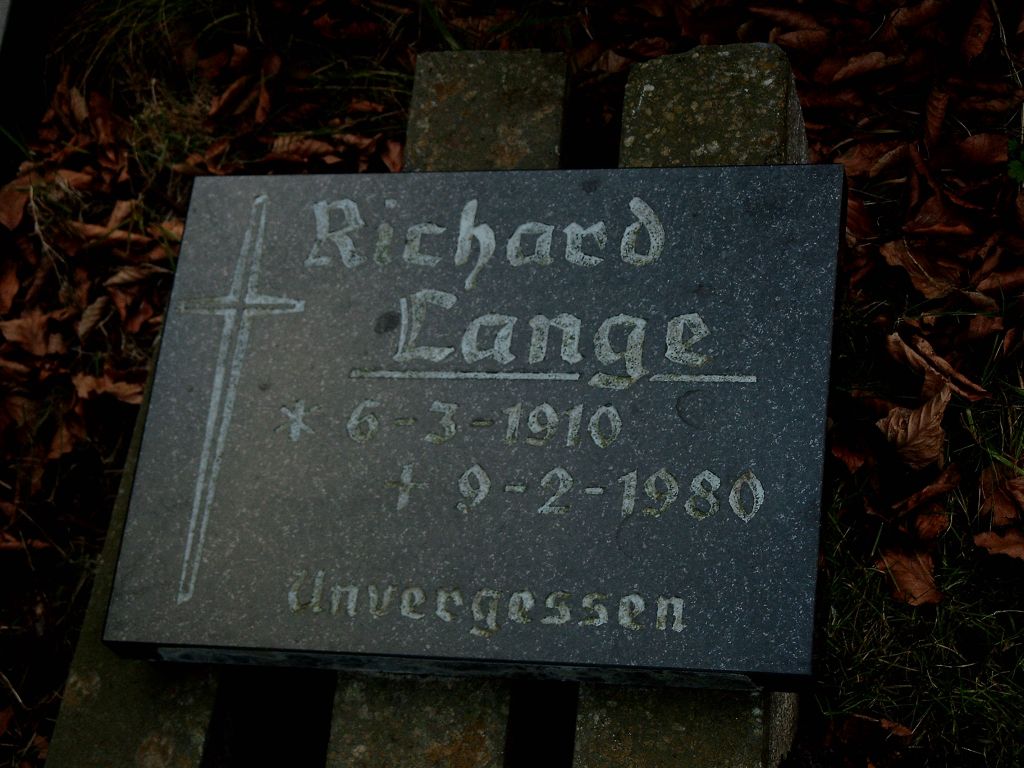 Richard
Lange
* 6-3-1910
+ 9-2-1980
Unvergessen